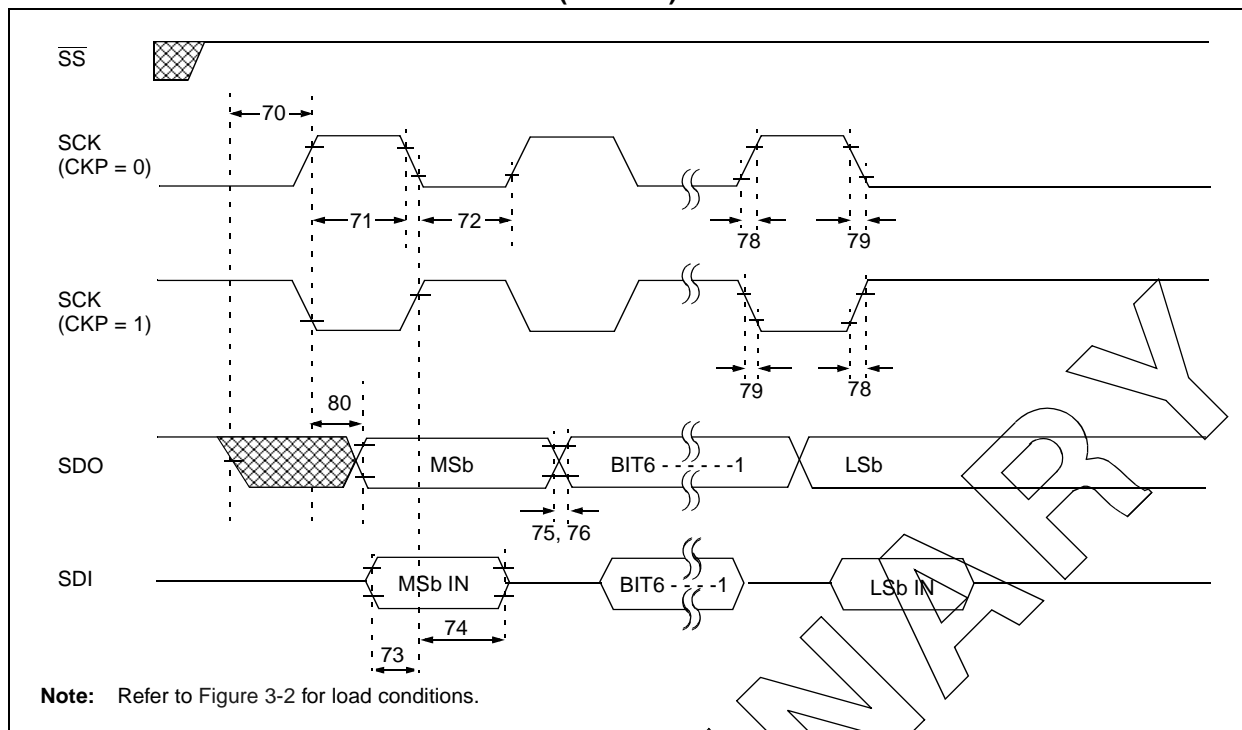 SS
70
SCK
(CKP = 0)
71
72
78
79
SCK
(CKP = 1)
79
78
80
SDO
MSb
BIT6 - - - - - -1
LSb
75, 76
SDI
MSb IN
BIT6 - - - - -1
LSb IN
74
73
Note: Refer to Figure 3-2 for load conditions.
NARY